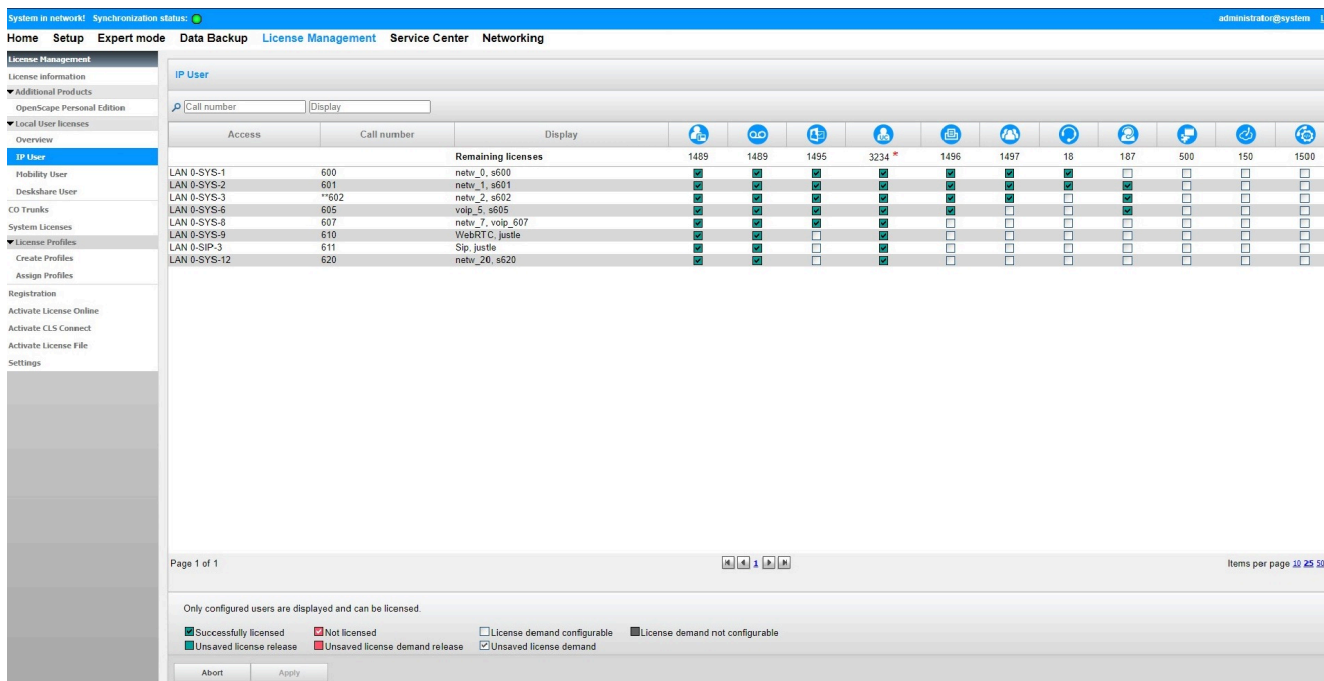 System in network! Synchronization status:
administrator@system
Home Setup Expert mode Data Backup License Management Service Center Networking
License Management
License information
Additional Products
OpenScape Personal Edition
Local User licenses
Overview
IP User
Mobility User
Deskshare User
CO Trunks
System Licenses
License Profiles
Create Profiles
Assign Profiles
Registration
Activate License Online
Activate CLS Connect
Activate License File
Settings
IP User
Call number Display
Access Call number Display
Remaining licenses 1489 1489 1495 3234 * 1496 1497 18 187 500 150 1500
LAN 0-SYS-1 600 netw_0, s600
LAN 0-SYS-2 601 netw_1, s601
LAN 0-SYS-3 **602 netw_2, s602
LAN 0-SYS-6 605 voip_5, s605
LAN 0-SYS-8 607 netw_7, voip_607
LAN 0-SYS-9 610 WebRTC, justle
LAN 0-SIP-3 611 Sip, justle
LAN 0-SYS-12 620 netw_20, s620
Page 1 of 1
1
Items per page 10 25 50
Only configured users are displayed and can be licensed.
Successfully licensed Not licensed License demand configurable License demand not configurable
Unsaved license release Unsaved license demand release Unsaved license demand
Abort Apply